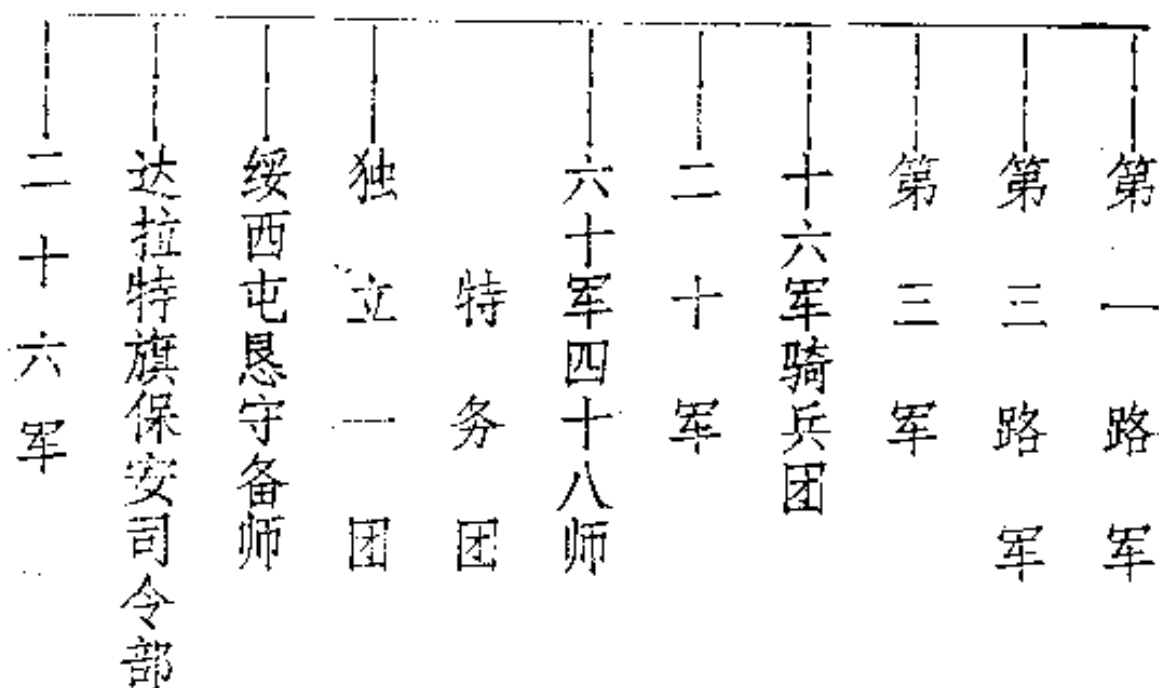 第一路军
第三路军
第三军
十六军骑兵团
二十军
六十军四十八师
特务团
独立一团
绥西屯恳守备师
达拉特旗保安司令部
二十六军